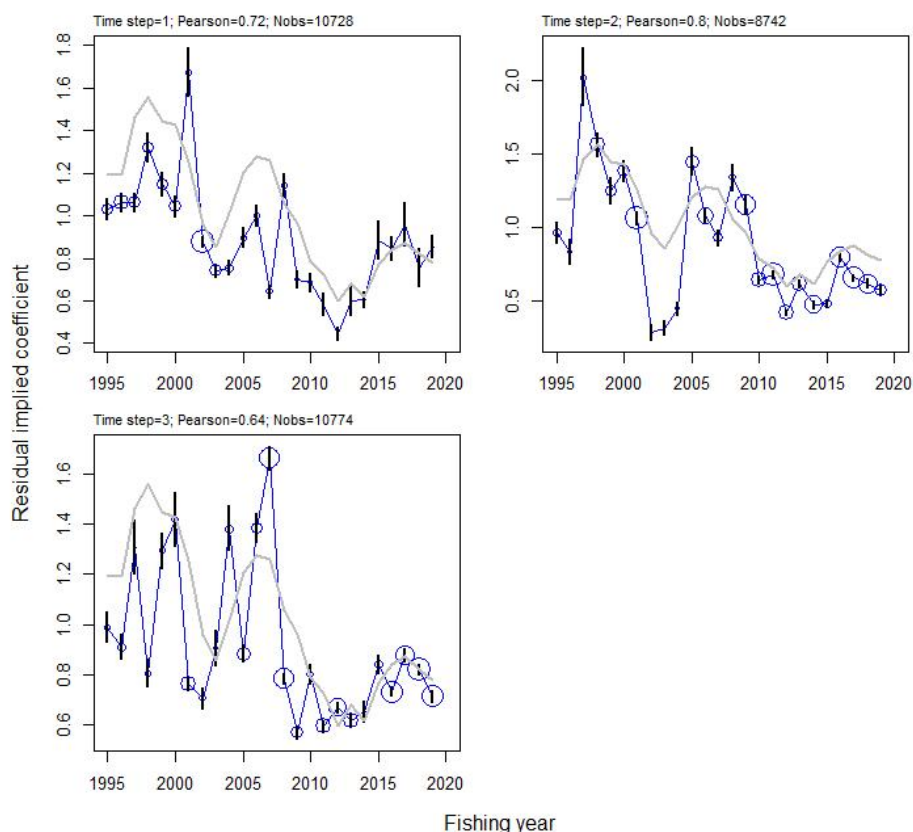 Time step=1; Pearson=0.72; Nobs=10728
1.8
1.6
1.4
1.2
1.0
0.8
0.6
0.4
1995 2000 2005 2010 2015 2020
Time step=2; Pearson=0.8; Nobs=8742
2.0
1.5
1.0
0.5
1995 2000 2005 2010 2015 2020
Time step=3; Pearson=0.64; Nobs=10774
1.6
1.4
1.2
1.0
0.8
0.6
1995 2000 2005 2010 2015 2020
Residual implied coefficient
Fishing year